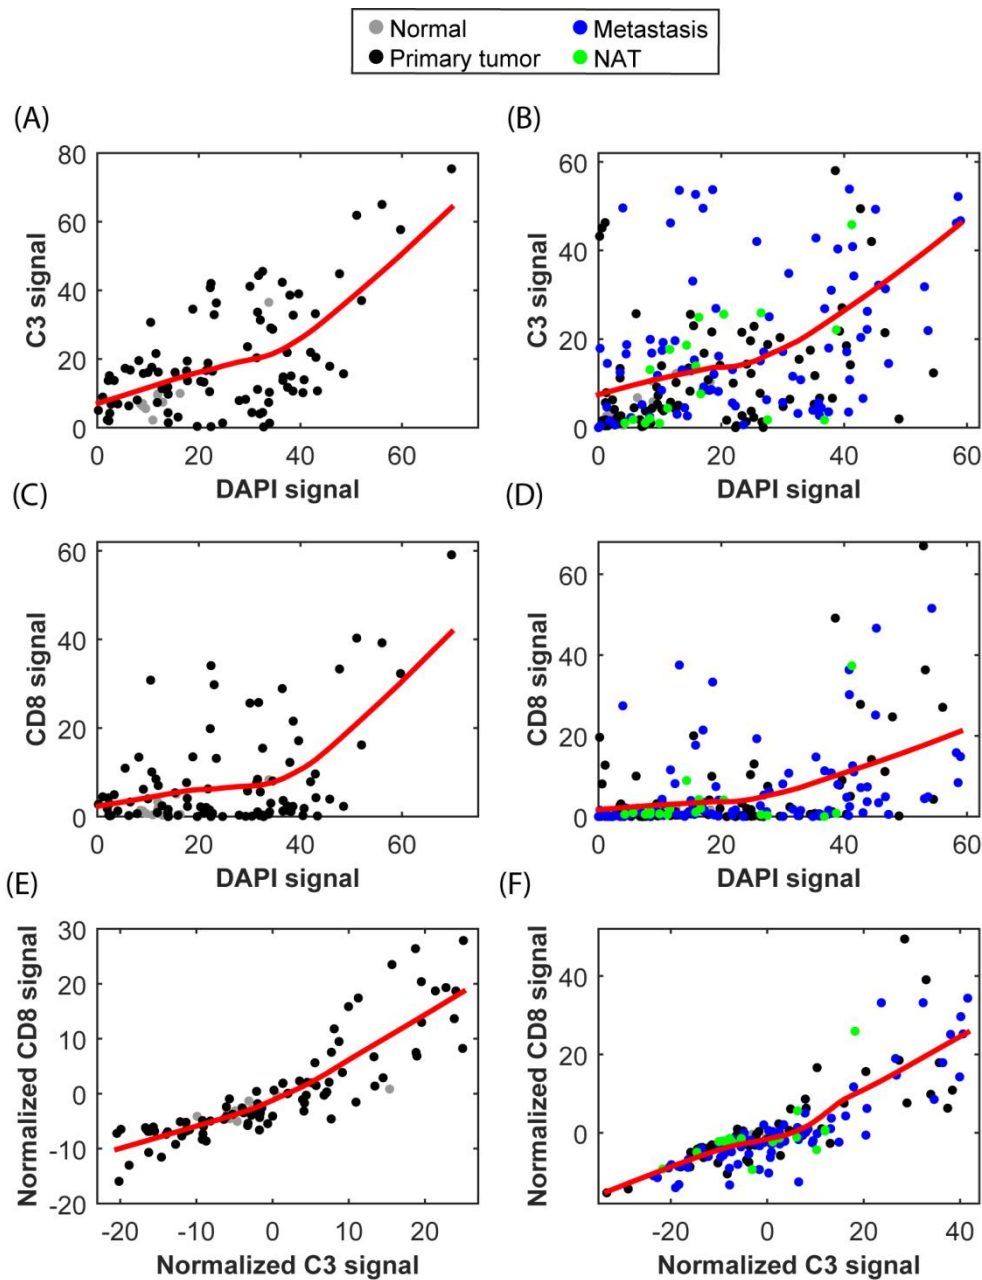 Normal Metastasis
Primary tumor NAT
(A) (B)
80
60
40
20
0
0 20 40 60
C3 signal
DAPI signal
60
40
20
0
0 20 40 60
C3 signal
DAPI signal
(C) (D)
60
40
20
0
0 20 40 60
CD8 signal
DAPI signal
60
40
20
0
0 20 40 60
CD8 signal
DAPI signal
(E) (F)
30
20
10
0
-10
-20
-20 -10 0 10 20
Normalized CD8 signal
Normalized C3 signal
40
20
0
-20 0 20 40
Normalized CD8 signal
Normalized C3 signal